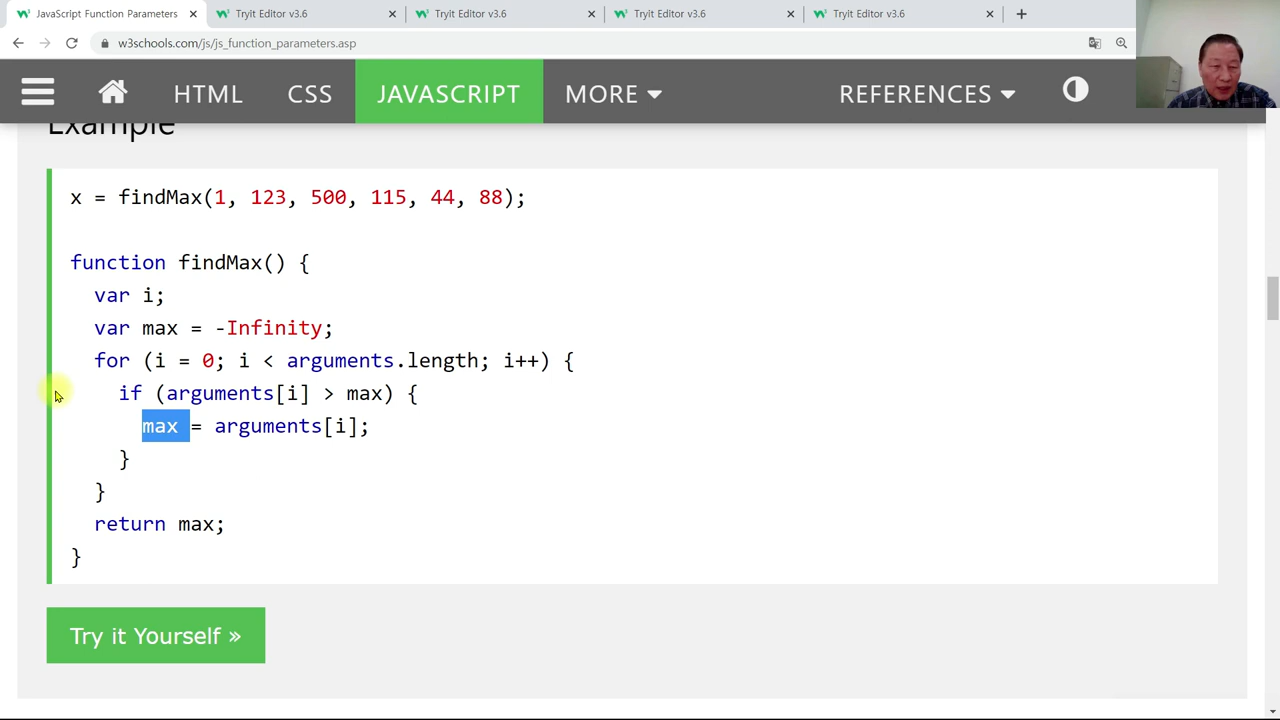 JavaScript Function Parameters
Tryit Editor v3.6
Tryit Editor v3.6
Tryit Editor v3.6
Tryit Editor v3.6
w3schools.com/js/js_function_parameters.asp
HTML CSS JAVASCRIPT MORE REFERENCES
Example
x = findMax(1, 123, 500, 115, 44, 88);
function findMax() {
var i;
var max = -Infinity;
for (i = 0; i < arguments.length; i++) {
if (arguments[i] > max) {
max = arguments[i];
}
}
return max;
}
Try it Yourself »